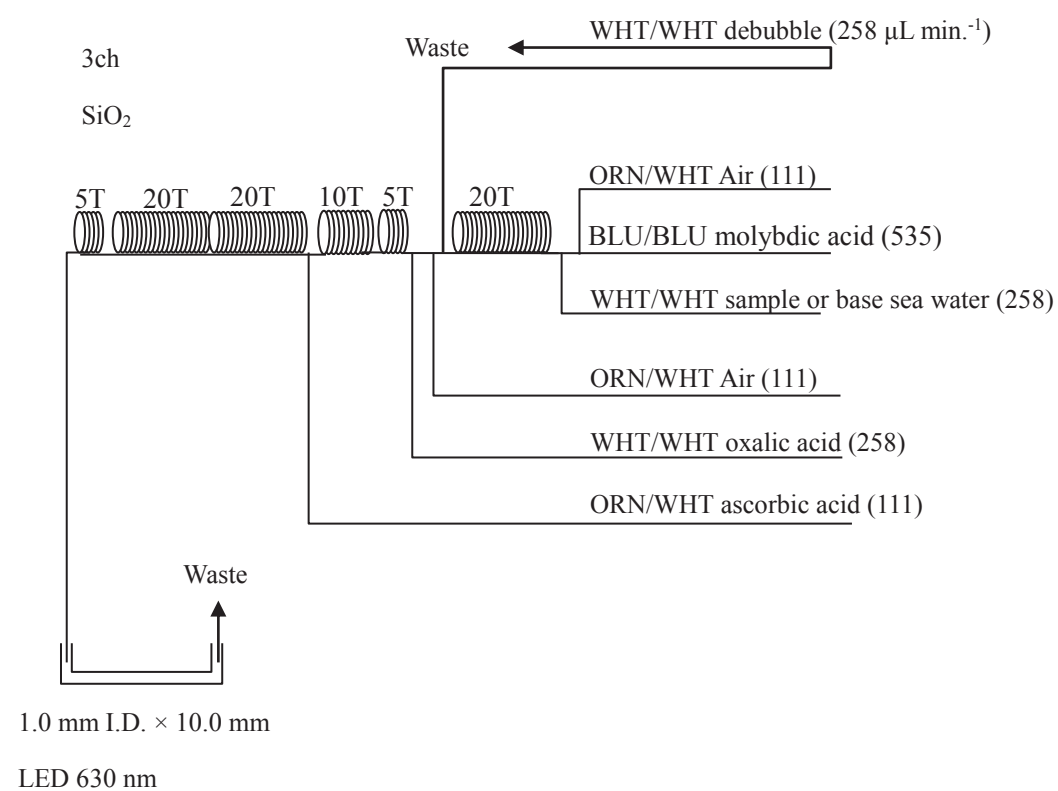 WHT/WHT debubble (258 μL min.⁻¹)
Waste
3ch
SiO₂
ORN/WHT Air (111)
5T 20T 20T 10T 5T 20T
BLU/BLU molybdic acid (535)
WHT/WHT sample or base sea water (258)
ORN/WHT Air (111)
WHT/WHT oxalic acid (258)
ORN/WHT ascorbic acid (111)
Waste
1.0 mm I.D. × 10.0 mm
LED 630 nm